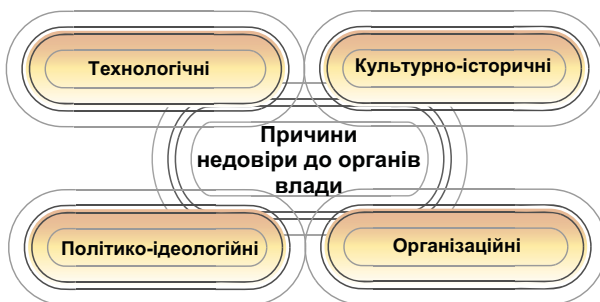 Технологічні
Культурно-історичні
Причини
недовіри до органів
влади
Політико-ідеологійні
Організаційні